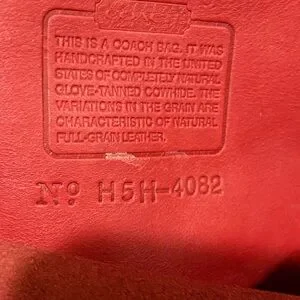 THIS IS A COACH BAG. IT WAS
HANDCRAFTED IN THE UNITED
STATES OF COMPLETELY NATURAL
GLOVE-TANNED COWHIDE. THE
VARIATIONS IN THE GRAIN ARE
CHARACTERISTIC OF NATURAL
FULL-GRAIN LEATHER.
Nº H5H-4082